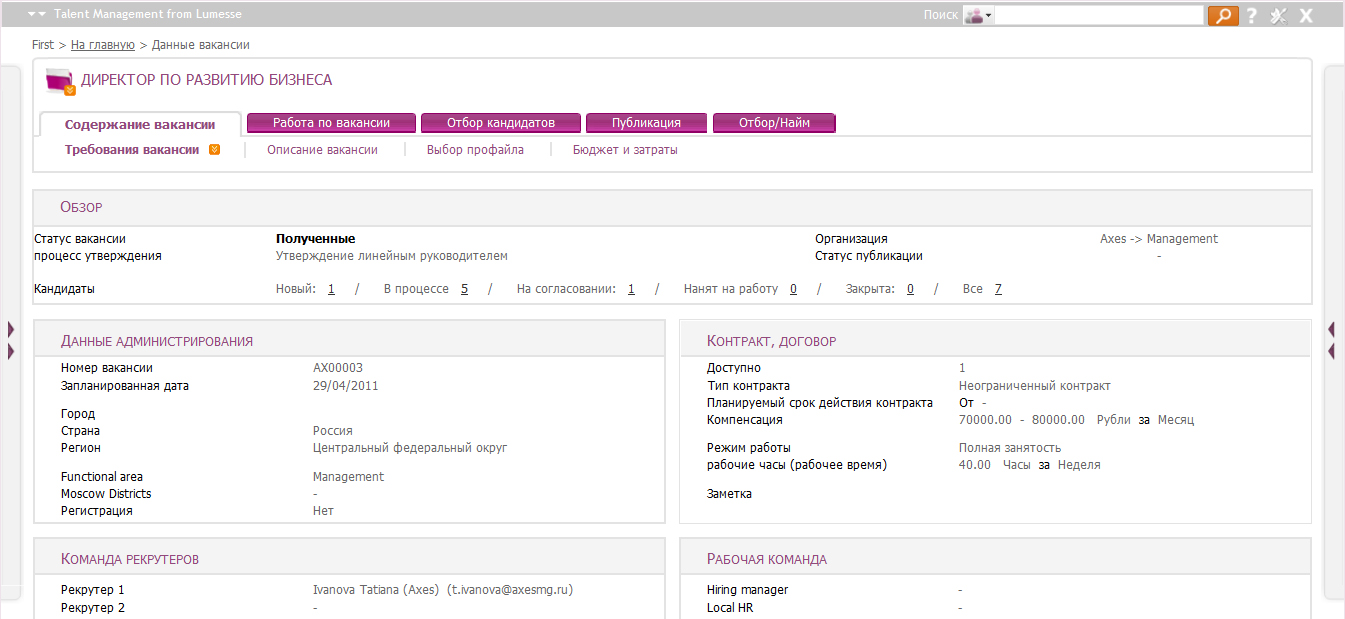 Talent Management from Lumesse Поиск ?
First > На главную > Данные вакансии
ДИРЕКТОР ПО РАЗВИТИЮ БИЗНЕСА
Содержание вакансии Работа по вакансии Отбор кандидатов Публикация Отбор/Найм
Требования вакансии Описание вакансии Выбор профайла Бюджет и затраты
Обзор
Статус вакансии Полученные Организация Axes -> Management
процесс утверждения Утверждение линейным руководителем Статус публикации -
Кандидаты Новый: 1 / В процессе 5 / На согласовании: 1 / Нанят на работу 0 / Закрыта: 0 / Все 7
Данные администрирования
Номер вакансии AX00003
Запланированная дата 29/04/2011
Город
Страна Россия
Регион Центральный федеральный округ
Functional area Management
Moscow Districts -
Регистрация Нет
Контракт, договор
Доступно 1
Тип контракта Неограниченный контракт
Планируемый срок действия контракта От -
Компенсация 70000.00 - 80000.00 Рубли за Месяц
Режим работы Полная занятость
рабочие часы (рабочее время) 40.00 Часы за Неделя
Заметка
Команда рекрутеров
Рекрутер 1 Ivanova Tatiana (Axes) (t.ivanova@axesmg.ru)
Рекрутер 2 -
Рабочая команда
Hiring manager -
Local HR -